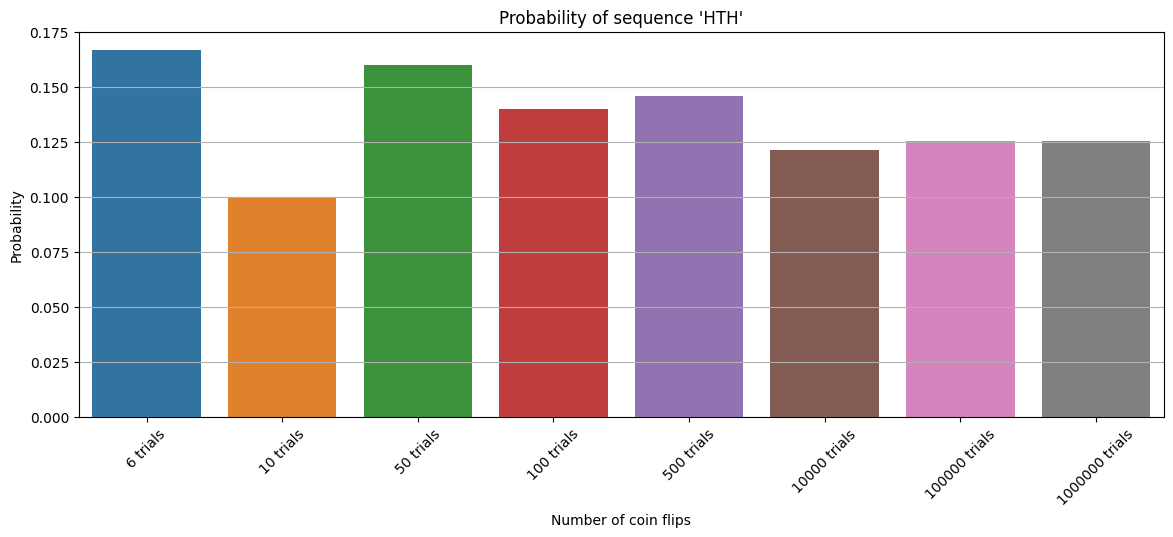 Probability of sequence 'HTH'
Probability
0.175
0.150
0.125
0.100
0.075
0.050
0.025
0.000
6 trials
10 trials
50 trials
100 trials
500 trials
10000 trials
100000 trials
1000000 trials
Number of coin flips